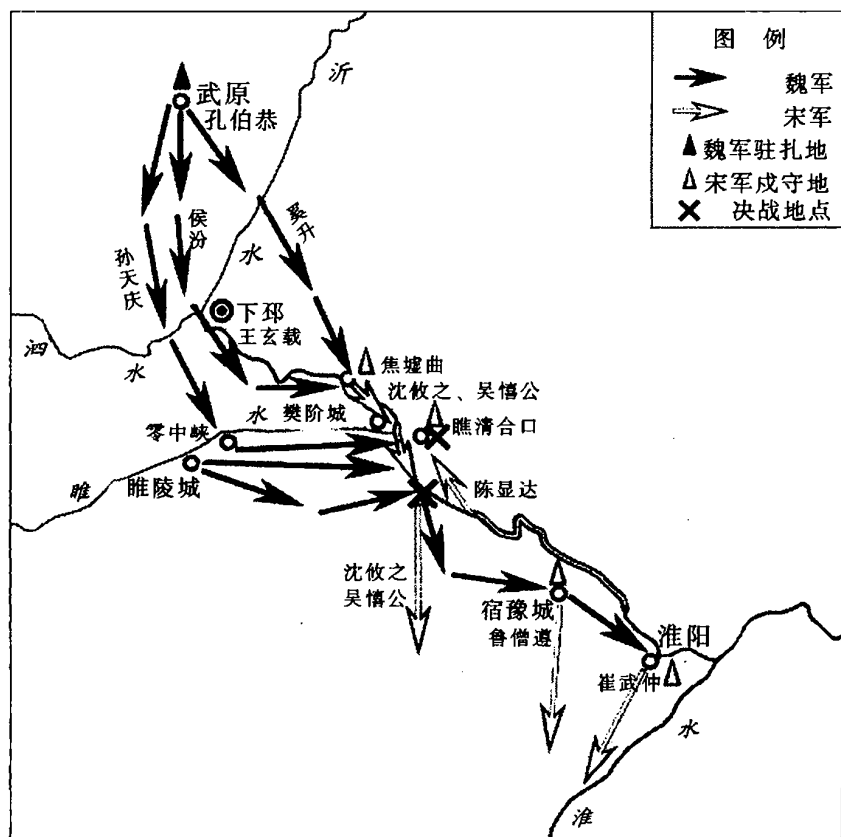 图 例
魏军
宋军
魏军驻扎地
宋军戍守地
决战地点
沂
武原
孔伯恭
奚升
侯汾
水
孙天庆
下邳
王玄载
泗
水
焦墟曲
沈攸之、吴憘公
樊阶城
水
瞧清合口
零中峡
睢陵城
睢
陈显达
沈攸之
吴憘公
宿豫城
鲁僧遵
淮阳
崔武仲
水
淮